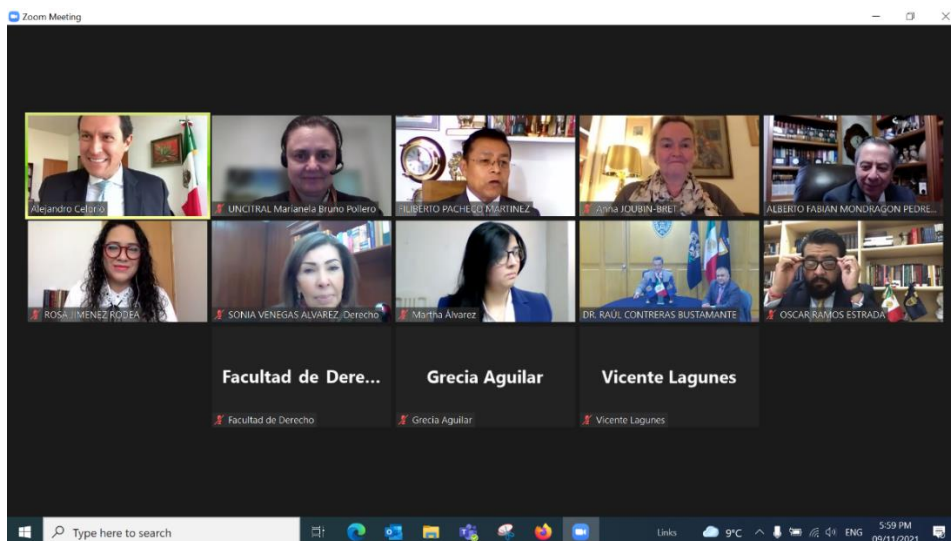 Zoom Meeting
Alejandro Celorio
UNCITRAL Marianela Bruno Pollero
FILIBERTO PACHECO MARTINEZ
Anna JOUBIN-BRET
ALBERTO FABIAN MONDRAGON PEDRE...
ROSA JIMENEZ RODEA
SONIA VENEGAS ALVAREZ, Derecho
Martha Álvarez
DR. RAÚL CONTRERAS BUSTAMANTE
OSCAR RAMOS ESTRADA
Facultad de Dere...
Grecia Aguilar
Vicente Lagunes
Facultad de Derecho
Grecia Aguilar
Vicente Lagunes
Type here to search
Links
9°C
ENG
5:59 PM
09/11/2021